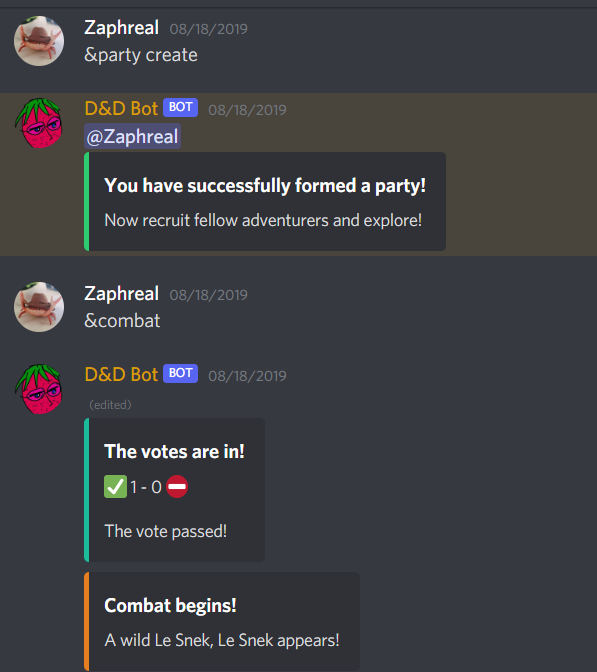 Zaphreal 08/18/2019
&party create
D&D Bot BOT 08/18/2019
@Zaphreal
You have successfully formed a party!
Now recruit fellow adventurers and explore!
Zaphreal 08/18/2019
&combat
D&D Bot BOT 08/18/2019
(edited)
The votes are in!
✅ 1 - 0 ⛔
The vote passed!
Combat begins!
A wild Le Snek, Le Snek appears!